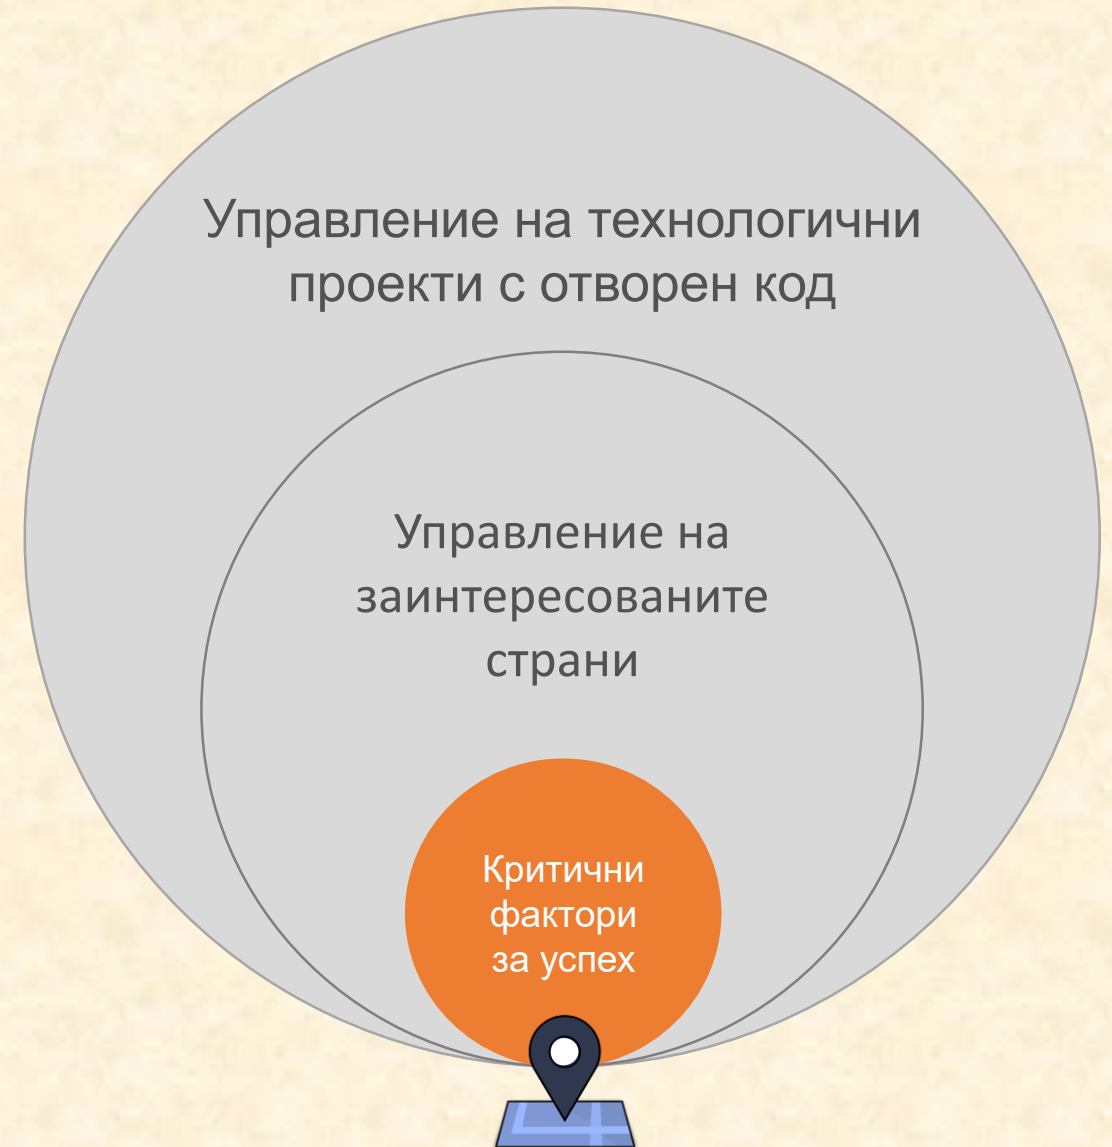 Управление на технологични
проекти с отворен код
Управление на
заинтересованите
страни
Критични
фактори
за успех